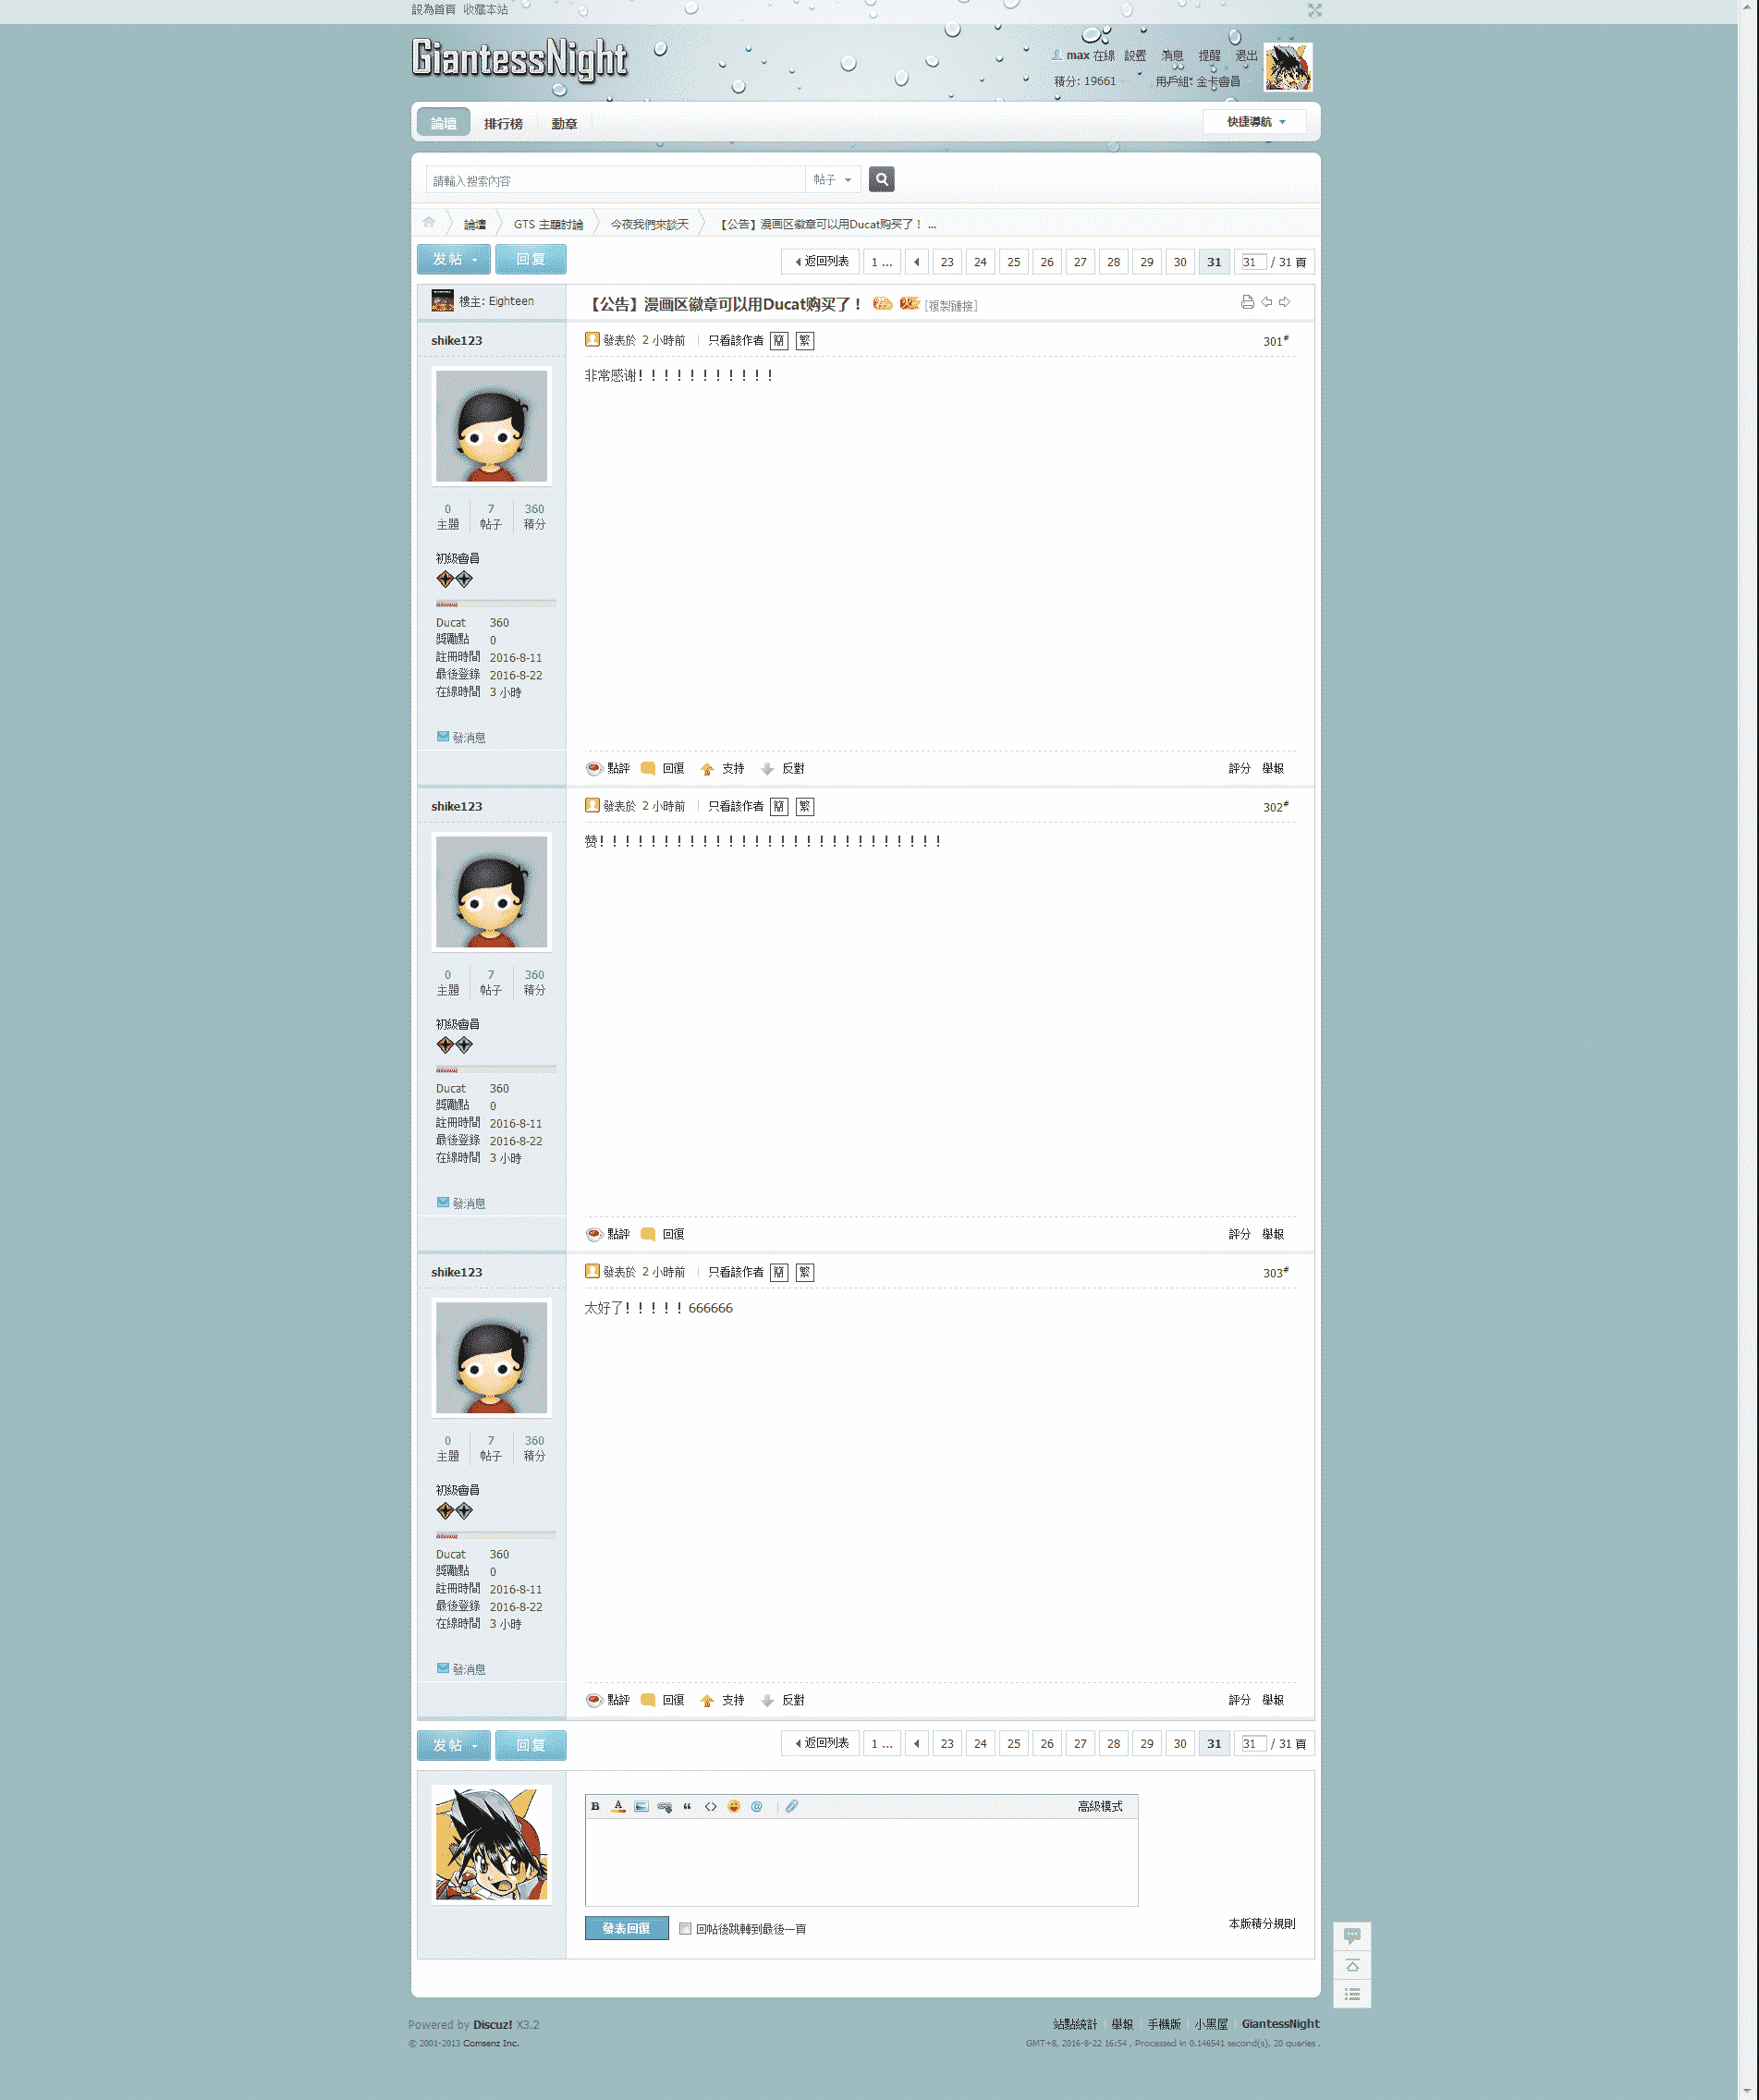 設為首頁 收藏本站
GiantessNight
max 在線 設置 消息 提醒 退出
積分: 19661 用戶組: 金卡會員
論壇 排行榜 勳章 快捷導航
請輸入搜索內容 帖子
論壇 GTS 主題討論 今夜我們來談天 【公告】漫画区徽章可以用Ducat购买了！ ...
发帖 回复 返回列表 1 ... 23 24 25 26 27 28 29 30 31 31 / 31 頁
樓主: Eighteen 【公告】漫画区徽章可以用Ducat购买了！ [複製鏈接]
shike123 發表於 2 小時前 | 只看該作者 簡 繁 301#
非常感谢！！！！！！！！！！！
0 7 360
主題 帖子 積分
初級會員
Ducat 360
獎勵點 0
註冊時間 2016-8-11
最後登錄 2016-8-22
在線時間 3 小時
發消息
點評 回復 支持 反對 評分 舉報
shike123 發表於 2 小時前 | 只看該作者 簡 繁 302#
赞！！！！！！！！！！！！！！！！！！！！！！！！！！！
0 7 360
主題 帖子 積分
初級會員
Ducat 360
獎勵點 0
註冊時間 2016-8-11
最後登錄 2016-8-22
在線時間 3 小時
發消息
點評 回復 評分 舉報
shike123 發表於 2 小時前 | 只看該作者 簡 繁 303#
太好了！！！！！666666
0 7 360
主題 帖子 積分
初級會員
Ducat 360
獎勵點 0
註冊時間 2016-8-11
最後登錄 2016-8-22
在線時間 3 小時
發消息
點評 回復 支持 反對 評分 舉報
发帖 回复 返回列表 1 ... 23 24 25 26 27 28 29 30 31 31 / 31 頁
B A “ <> @ 高級模式
發表回復 回帖後跳轉到最後一頁 本版積分規則
Powered by Discuz! X3.2 站點統計 | 舉報 | 手機版 | 小黑屋 | GiantessNight
© 2001-2013 Comsenz Inc. GMT+8, 2016-8-22 16:54 , Processed in 0.146541 second(s), 20 queries .